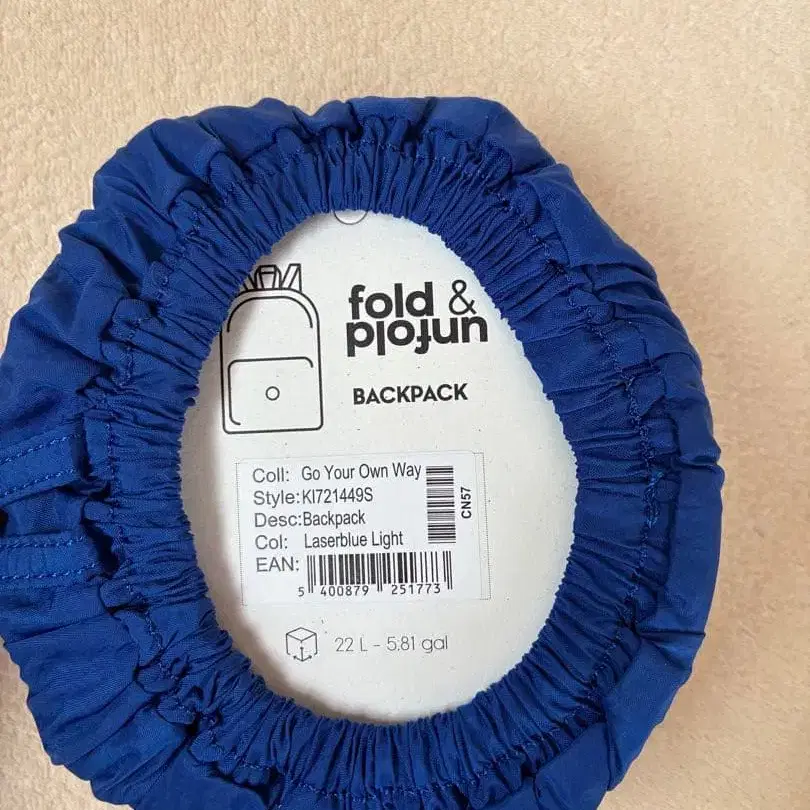 fold &
unfold
BACKPACK
Coll: Go Your Own Way
Style:KI721449S
Desc:Backpack
Col: Laserblue Light
EAN:
5 400879 251773
CN57
22 L - 5.81 gal